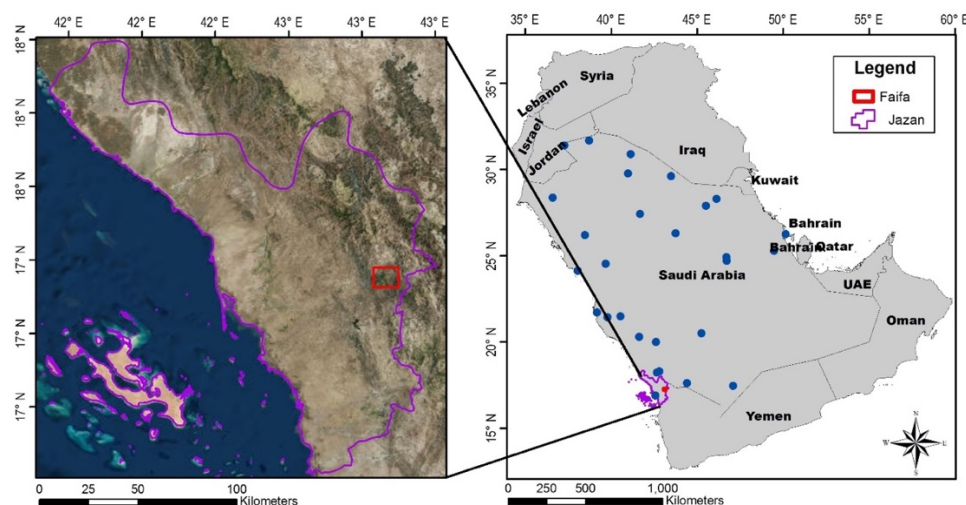 42° E 42° E 42° E 43° E 43° E 43° E
18° N
18° N
18° N
17° N
17° N
17° N
0 25 50 100
Kilometers
35° E 40° E 45° E 50° E 55° E 60° E
35° N
30° N
25° N
20° N
15° N
Syria
Lebanon
Israel
Jordan
Iraq
Kuwait
Bahrain
Bahrain
Qatar
Saudi Arabia
UAE
Oman
Yemen
Legend
Faifa
Jazan
N
W E
S
0 250 500 1,000
Kilometers